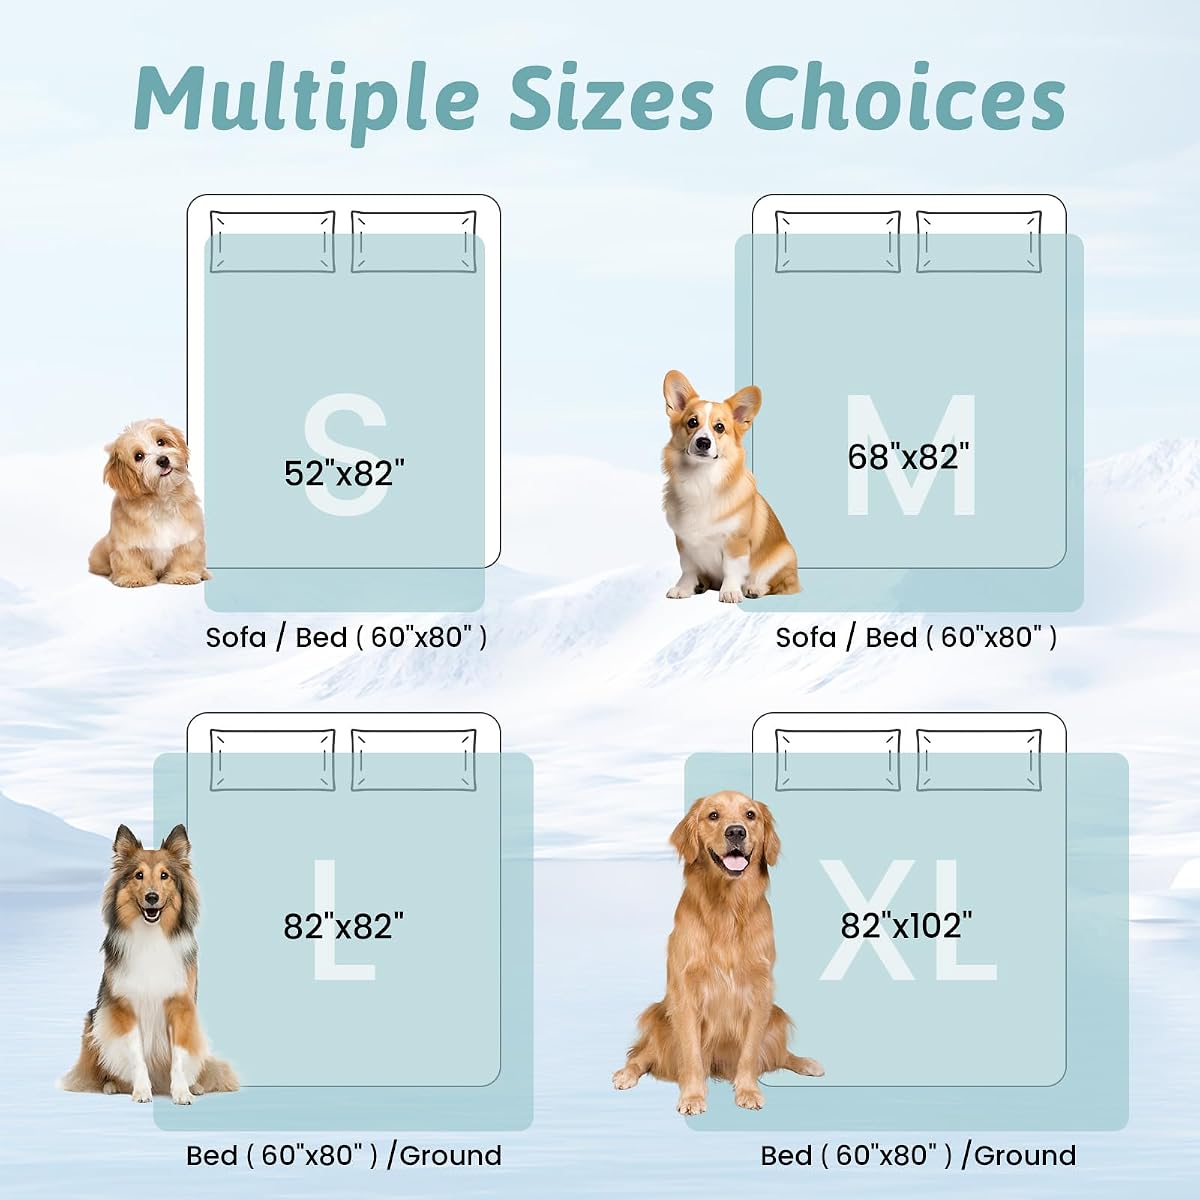 Multiple Sizes Choices
S
52"x82"
Sofa / Bed ( 60"x80" )
M
68"x82"
Sofa / Bed ( 60"x80" )
L
82"x82"
Bed ( 60"x80" ) /Ground
XL
82"x102"
Bed ( 60"x80" ) /Ground